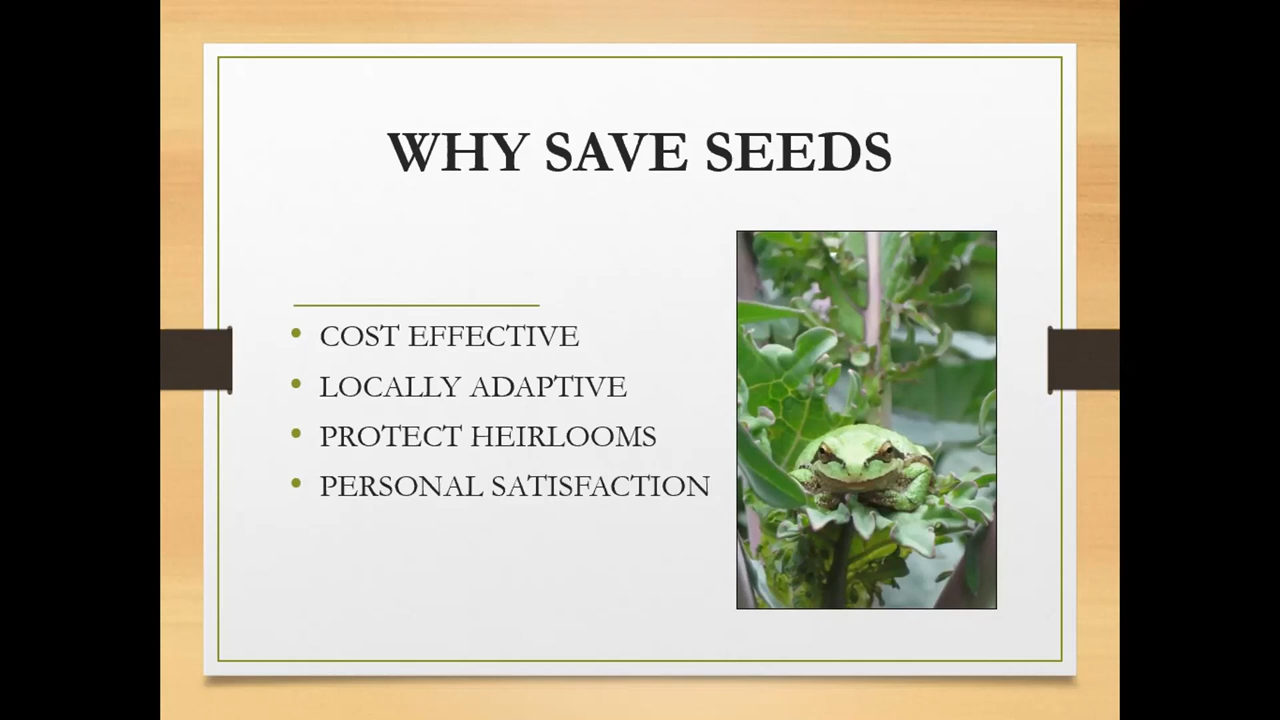 WHY SAVE SEEDS
• COST EFFECTIVE
• LOCALLY ADAPTIVE
• PROTECT HEIRLOOMS
• PERSONAL SATISFACTION